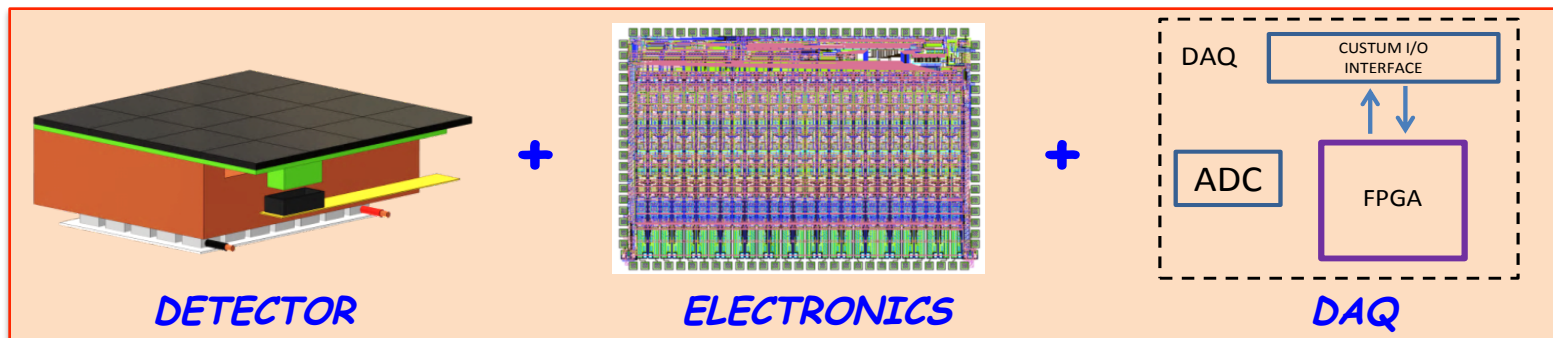 DAQ
CUSTUM I/O
INTERFACE
ADC
FPGA
+
+
DETECTOR
ELECTRONICS
DAQ